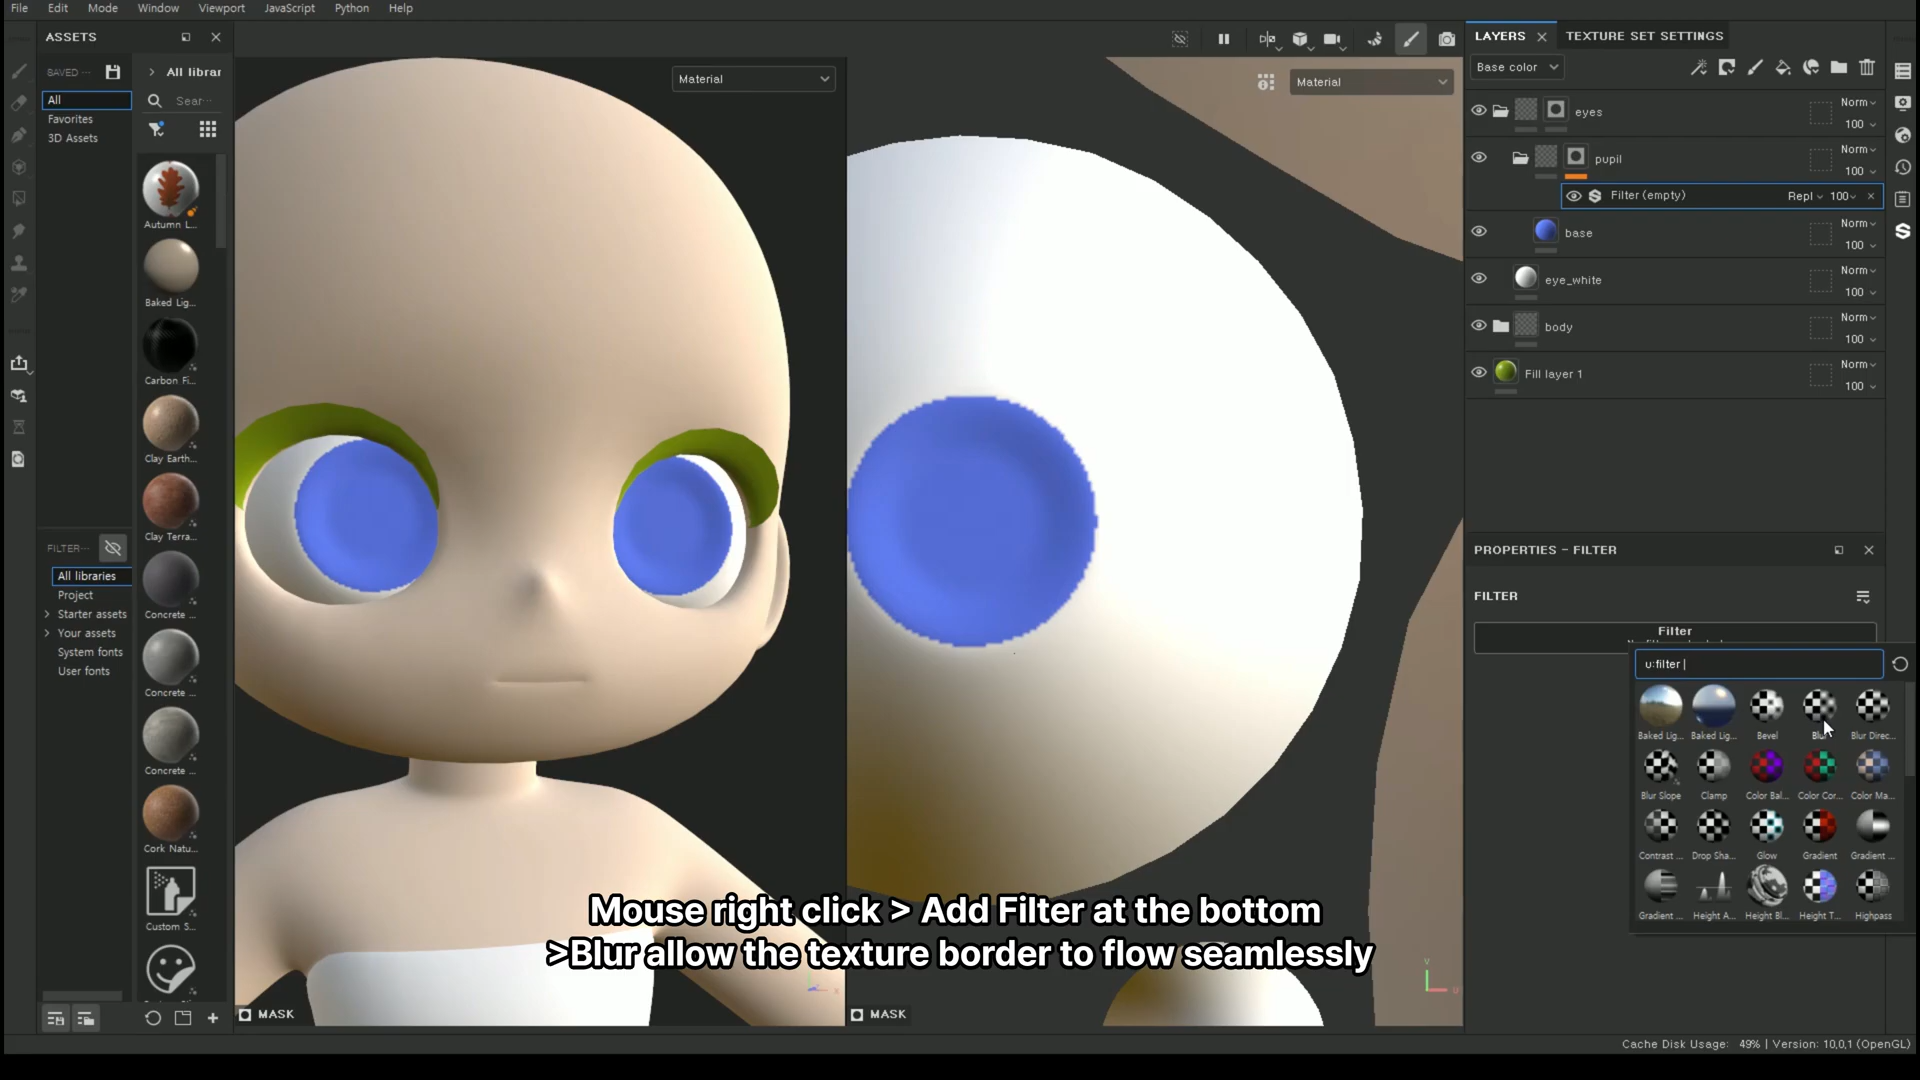 File Edit Mode Window Viewport JavaScript Python Help
ASSETS
SAVED ···
All librar
All
Sear···
Favorites
3D Assets
Autumn L...
Baked Lig...
Carbon Fi...
Clay Earth...
Clay Terra...
Concrete ...
Concrete ...
Concrete ...
Cork Natu...
Custom S...
FILTER···
All libraries
Project
Starter assets
Your assets
System fonts
User fonts
Material
Material
MASK
MASK
Mouse right click > Add Filter at the bottom
>Blur allow the texture border to flow seamlessly
LAYERS
TEXTURE SET SETTINGS
Base color
eyes
Norm
100
pupil
Norm
100
Filter (empty)
Repl
100
base
Norm
100
eye_white
Norm
100
body
Norm
100
Fill layer 1
Norm
100
PROPERTIES - FILTER
FILTER
Filter
u:filter
Baked Lig... Baked Lig... Bevel Blur Blur Direc...
Blur Slope Clamp Color Bal... Color Cor... Color Ma...
Contrast ... Drop Sha... Glow Gradient Gradient ...
Gradient ... Height A... Height Bl... Height T... Highpass
V
U
Cache Disk Usage: 49% | Version: 10,0,1 (OpenGL)